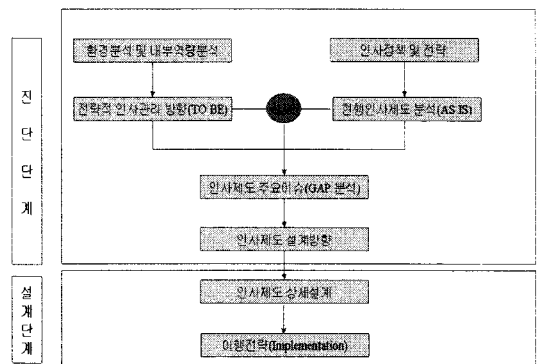 환경분석 및 내부역량분석
인사정책 및 전략
전략적 인사관리 방향(TO BE)
현행인사제도 분석(AS IS)
인사제도 주요이슈(GAP 분석)
인사제도 설계방향
인사제도 상세설계
이행전략(Implementation)
진
단
단
계
설
계
단
계